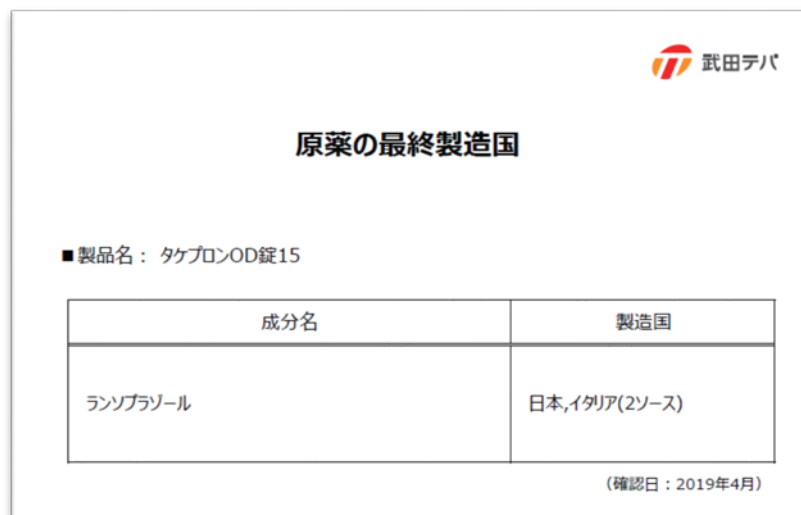 武田テバ
原薬の最終製造国
■製品名： タケプロンOD錠15
成分名 製造国
ランソプラゾール 日本,イタリア(2ソース)
（確認日：2019年4月）